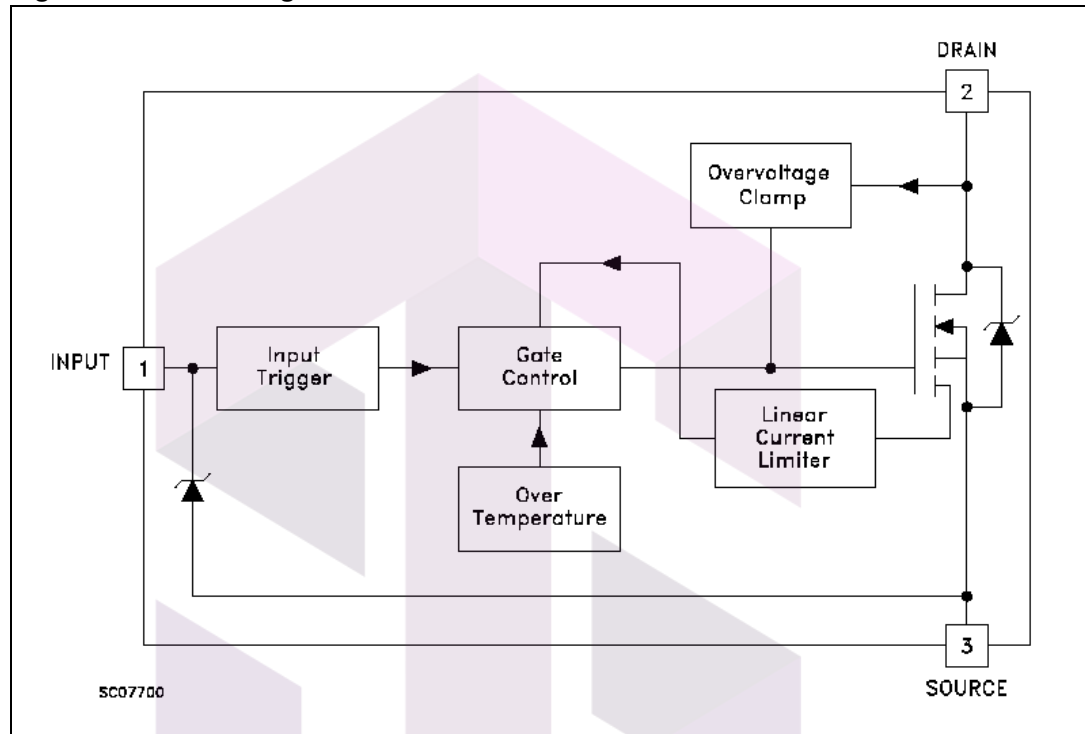 DRAIN
2
Overvoltage
Clamp
INPUT
1
Input
Trigger
Gate
Control
Linear
Current
Limiter
Over
Temperature
3
SOURCE
SC07700